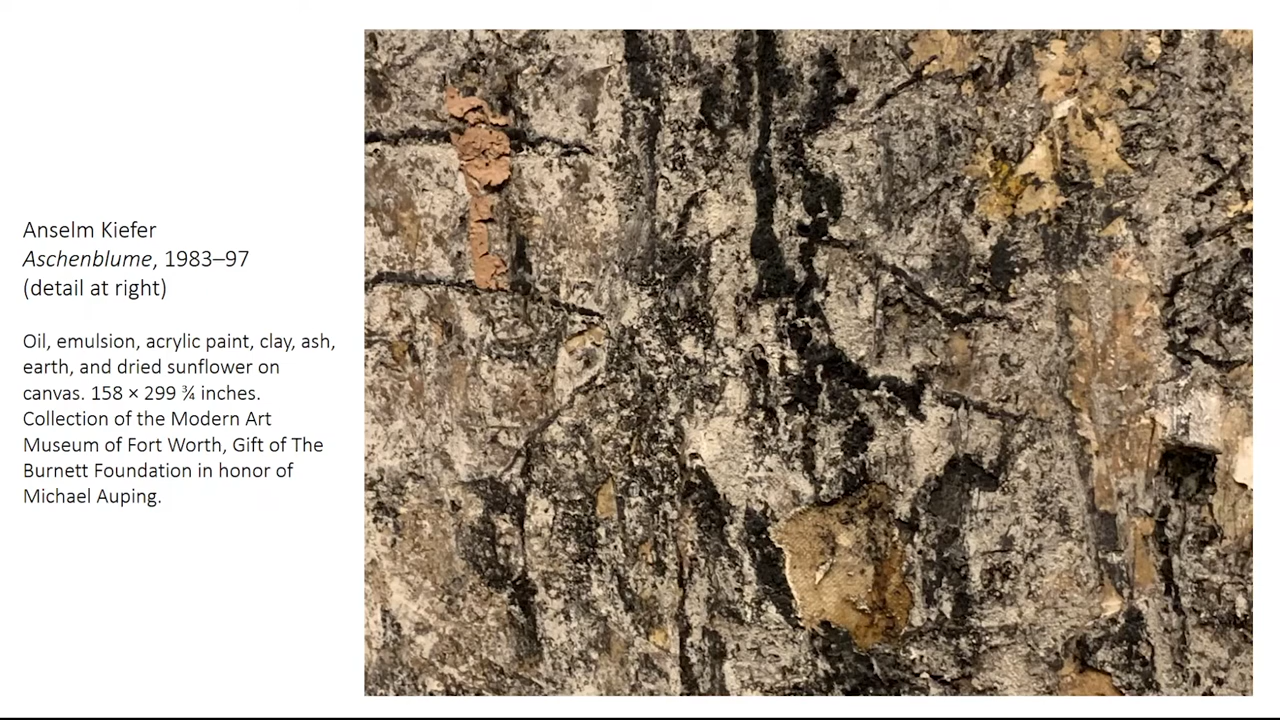 Anselm Kiefer
Aschenblume, 1983–97
(detail at right)
Oil, emulsion, acrylic paint, clay, ash,
earth, and dried sunflower on
canvas. 158 × 299 ¾ inches.
Collection of the Modern Art
Museum of Fort Worth, Gift of The
Burnett Foundation in honor of
Michael Auping.